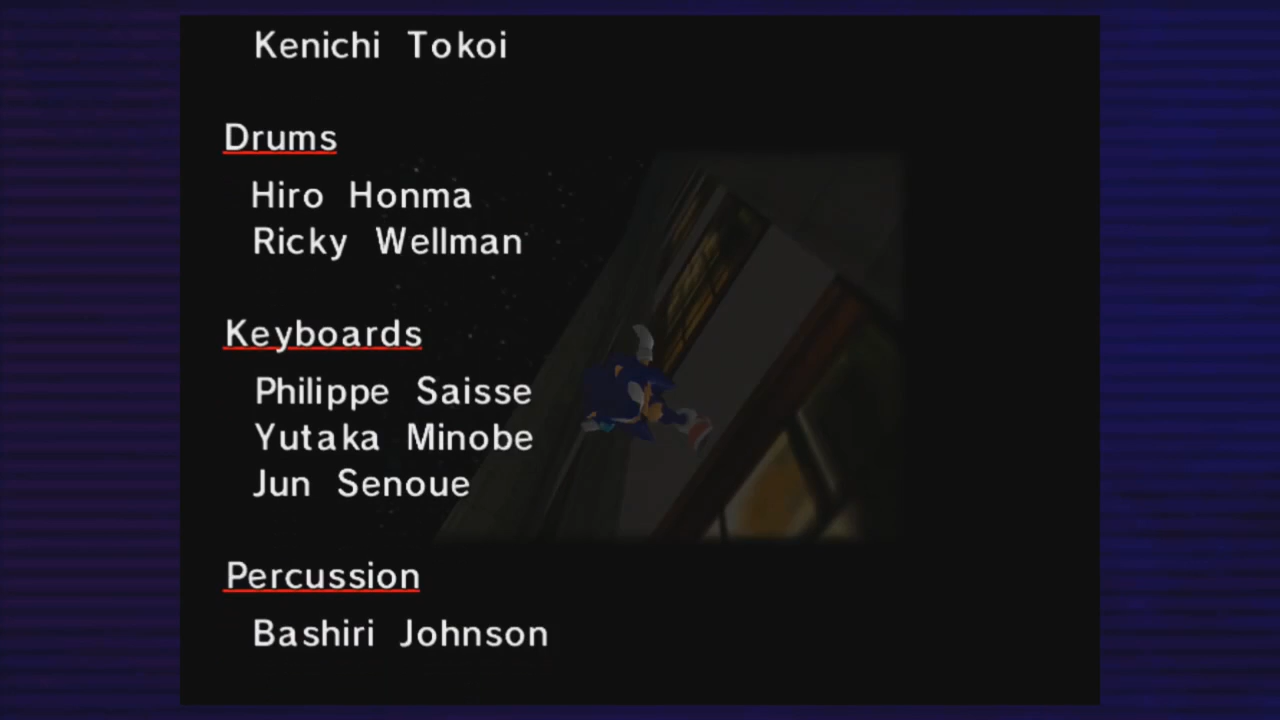 Kenichi Tokoi
Drums
Hiro Honma
Ricky Wellman
Keyboards
Philippe Saisse
Yutaka Minobe
Jun Senoue
Percussion
Bashiri Johnson